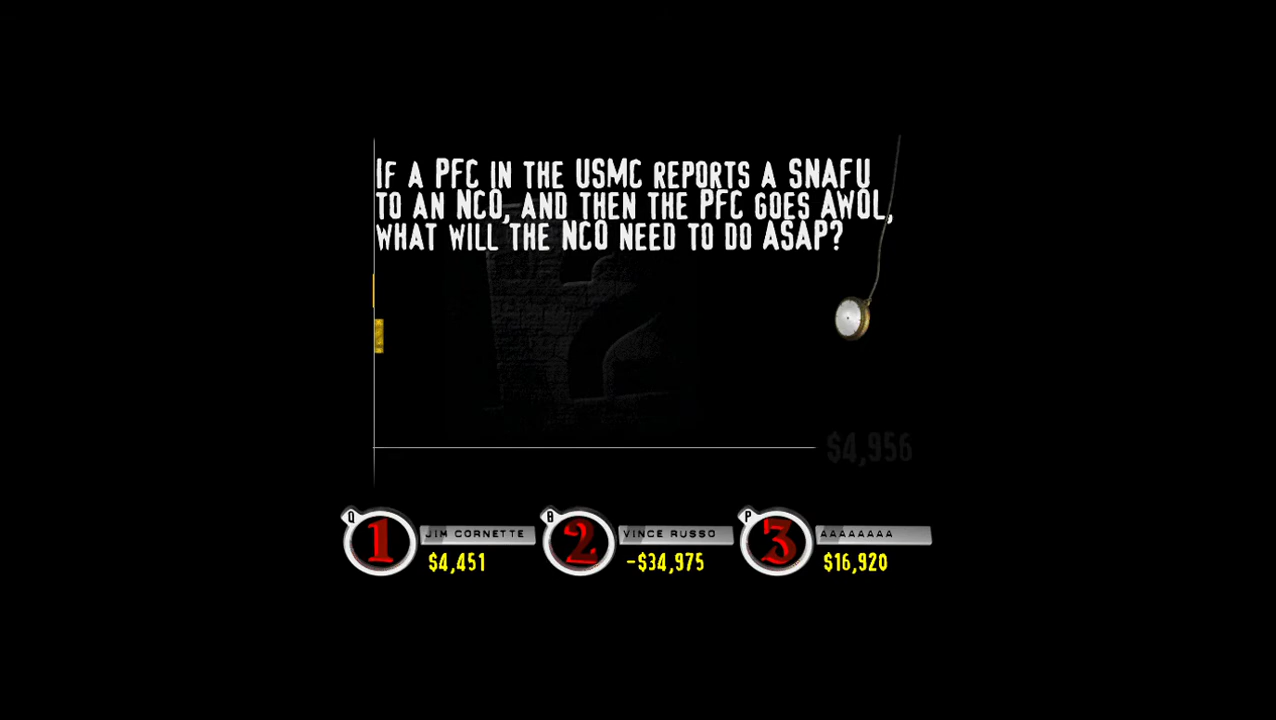 IF A PFC IN THE USMC REPORTS A SNAFU
TO AN NCO, AND THEN THE PFC GOES AWOL,
WHAT WILL THE NCO NEED TO DO ASAP?
$4,956
Q 1 JIM CORNETTE B 2 VINCE RUSSO P 3 AAAAAAAA
$4,451 -$34,975 $16,920